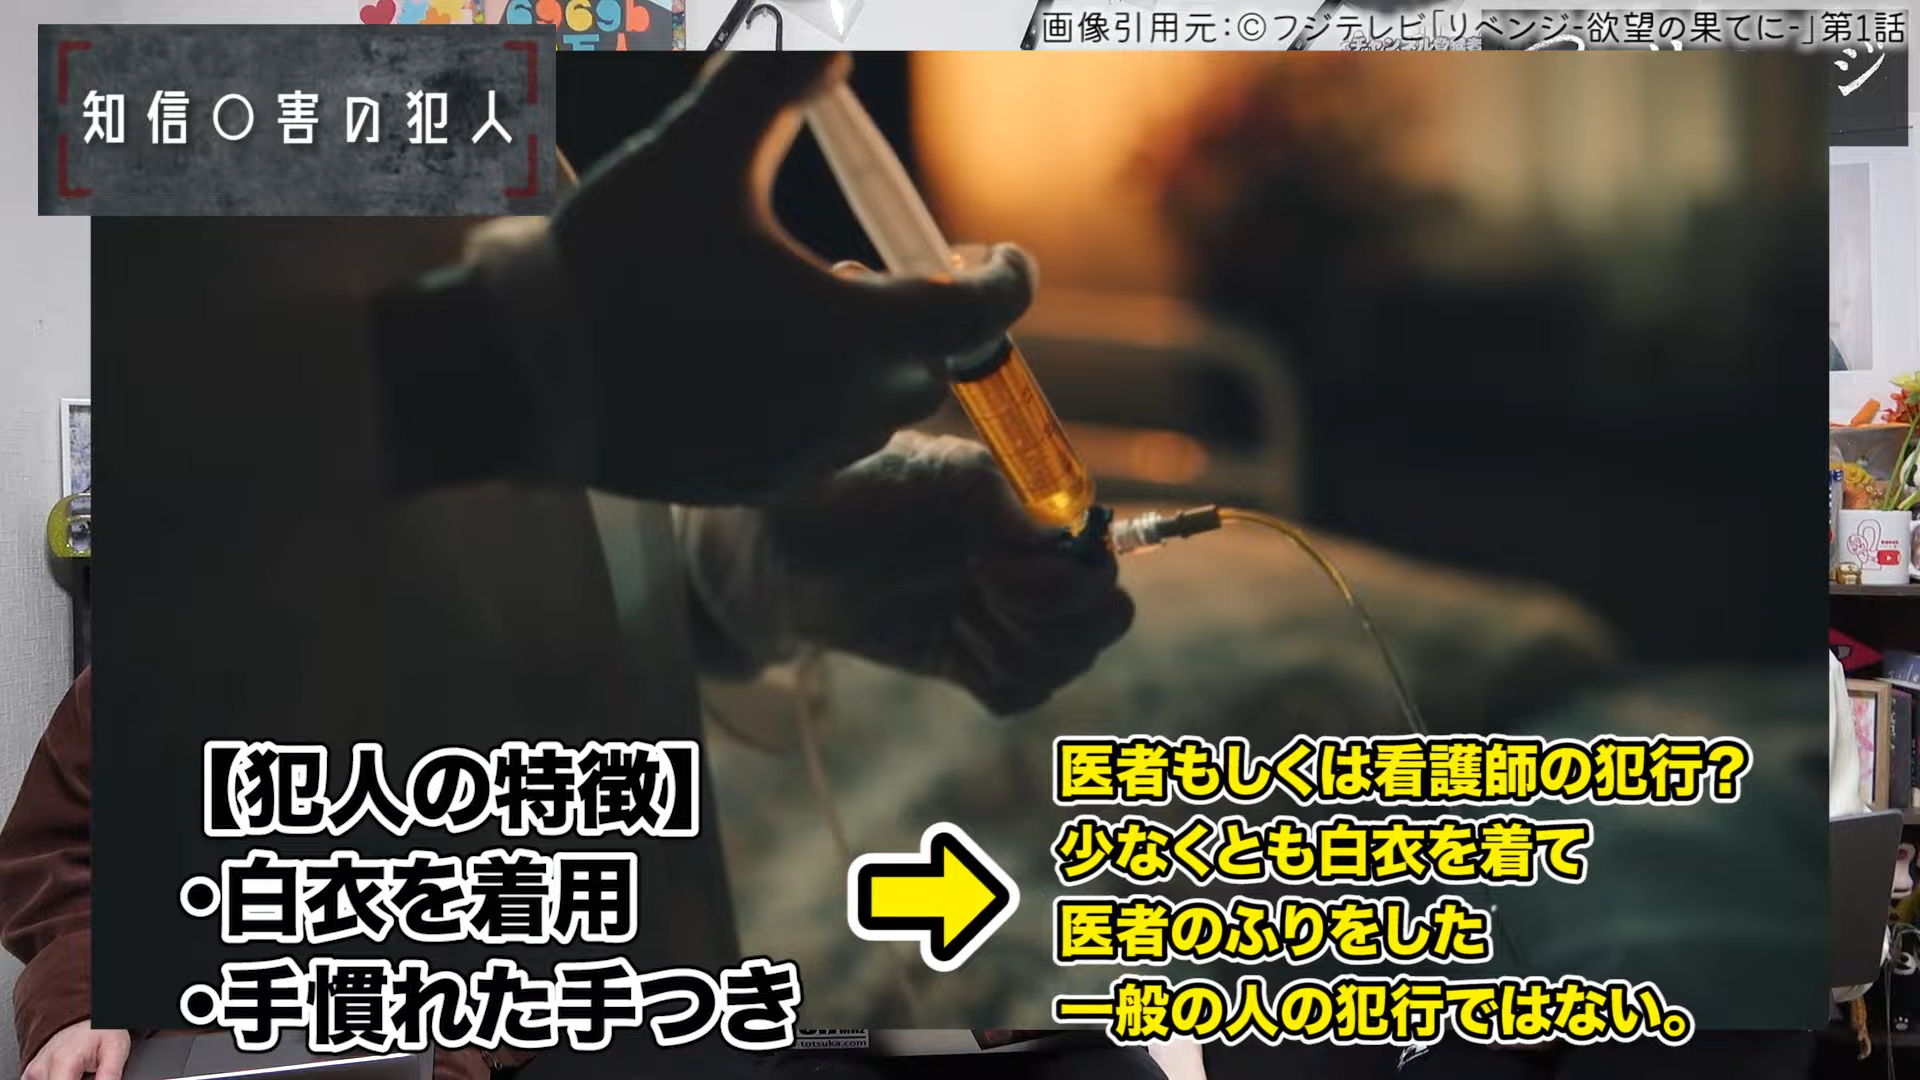 画像引用元:©フジテレビ「リベンジ-欲望の果てに-」第1話
知信〇害の犯人
【犯人の特徴】
・白衣を着用
・手慣れた手つき
医者もしくは看護師の犯行?
少なくとも白衣を着て
医者のふりをした
一般の人の犯行ではない。
-totsuka.com